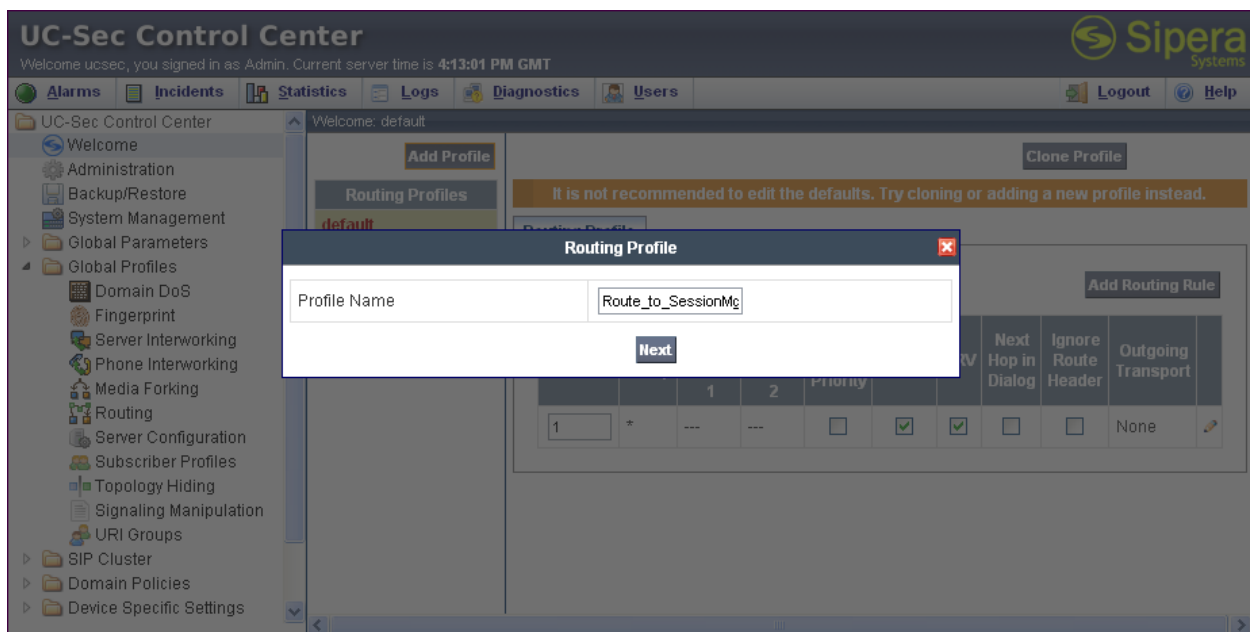 UC-Sec Control Center
Sipera
Systems
Welcome ucsec, you signed in as Admin. Current server time is 4:13:01 PM GMT
Alarms Incidents Statistics Logs Diagnostics Users Logout Help
UC-Sec Control Center
Welcome
Administration
Backup/Restore
System Management
Global Parameters
Global Profiles
Domain DoS
Fingerprint
Server Interworking
Phone Interworking
Media Forking
Routing
Server Configuration
Subscriber Profiles
Topology Hiding
Signaling Manipulation
URI Groups
SIP Cluster
Domain Policies
Device Specific Settings
Welcome: default
Add Profile
Clone Profile
Routing Profiles
default
It is not recommended to edit the defaults. Try cloning or adding a new profile instead.
Routing Profile
Profile Name
Route_to_SessionMg
Next
Add Routing Rule
1
2
Priority
Next Hop in Dialog
Ignore Route Header
Outgoing Transport
1 * --- --- None